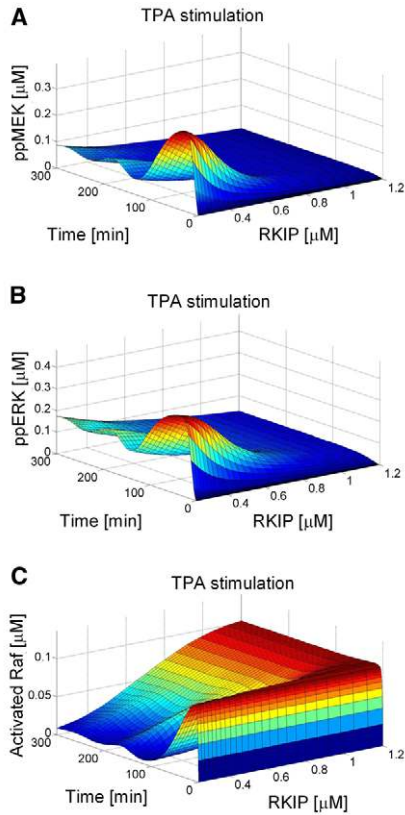 A
TPA stimulation
ppMEK [µM]
0.3
0.2
0.1
0
300
200
100
0
Time [min]
0.4
0.6
0.8
1
1.2
RKIP [µM]
B
TPA stimulation
ppERK [µM]
0.4
0.3
0.2
0.1
0
300
200
100
0
Time [min]
0.4
0.6
0.8
1
1.2
RKIP [µM]
C
TPA stimulation
Activated Raf [µM]
0.1
0.05
0
300
200
100
0
Time [min]
0.4
0.6
0.8
1
1.2
RKIP [µM]